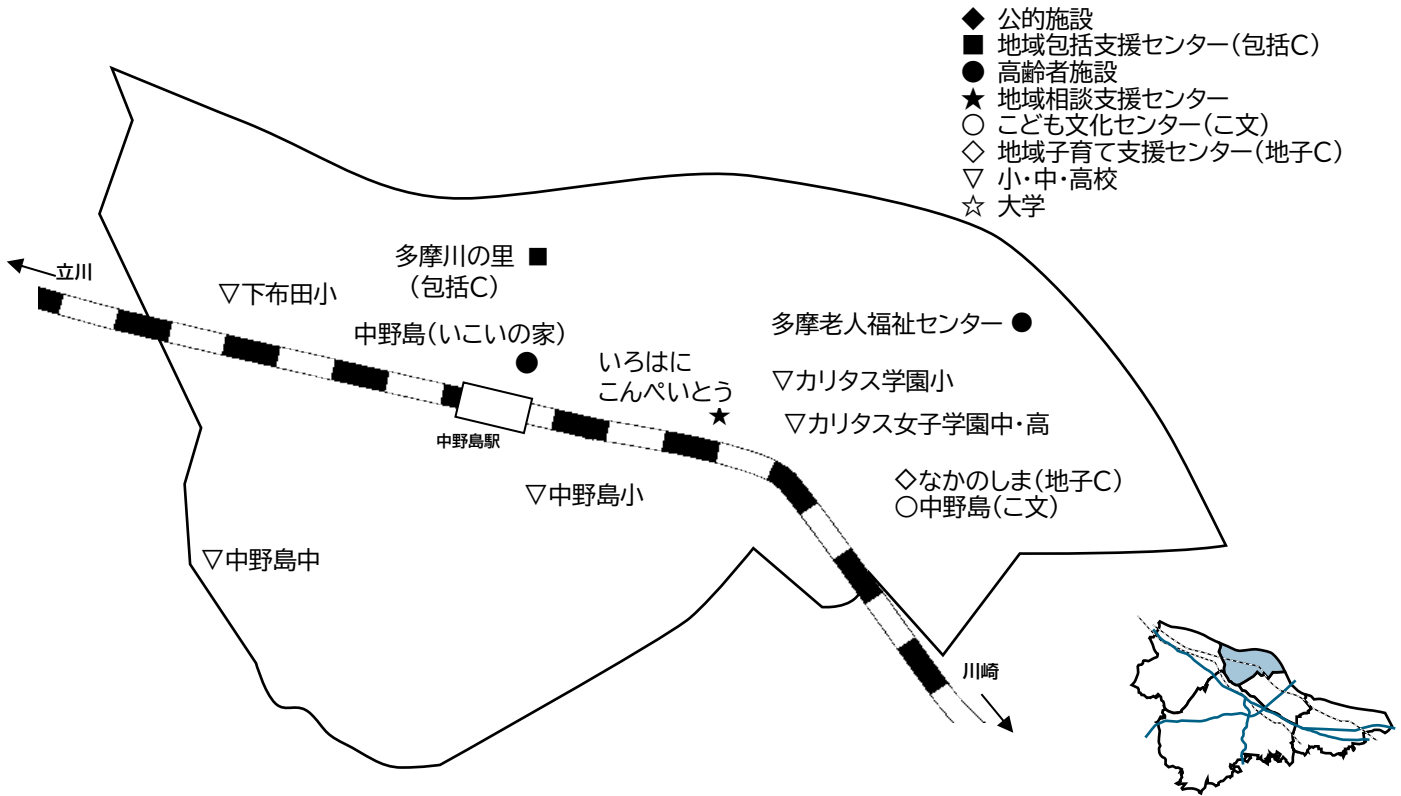 ◆ 公的施設
■ 地域包括支援センター(包括C)
● 高齢者施設
★ 地域相談支援センター
○ こども文化センター(こ文)
◇ 地域子育て支援センター(地子C)
▽ 小・中・高校
☆ 大学
多摩川の里 ■
(包括C)
立川
▽下布田小
中野島(いこいの家)
●
多摩老人福祉センター ●
いろはに
こんぺいとう
★
▽カリタス学園小
▽カリタス女子学園中・高
中野島駅
◇なかのしま(地子C)
○中野島(こ文)
▽中野島小
▽中野島中
川崎